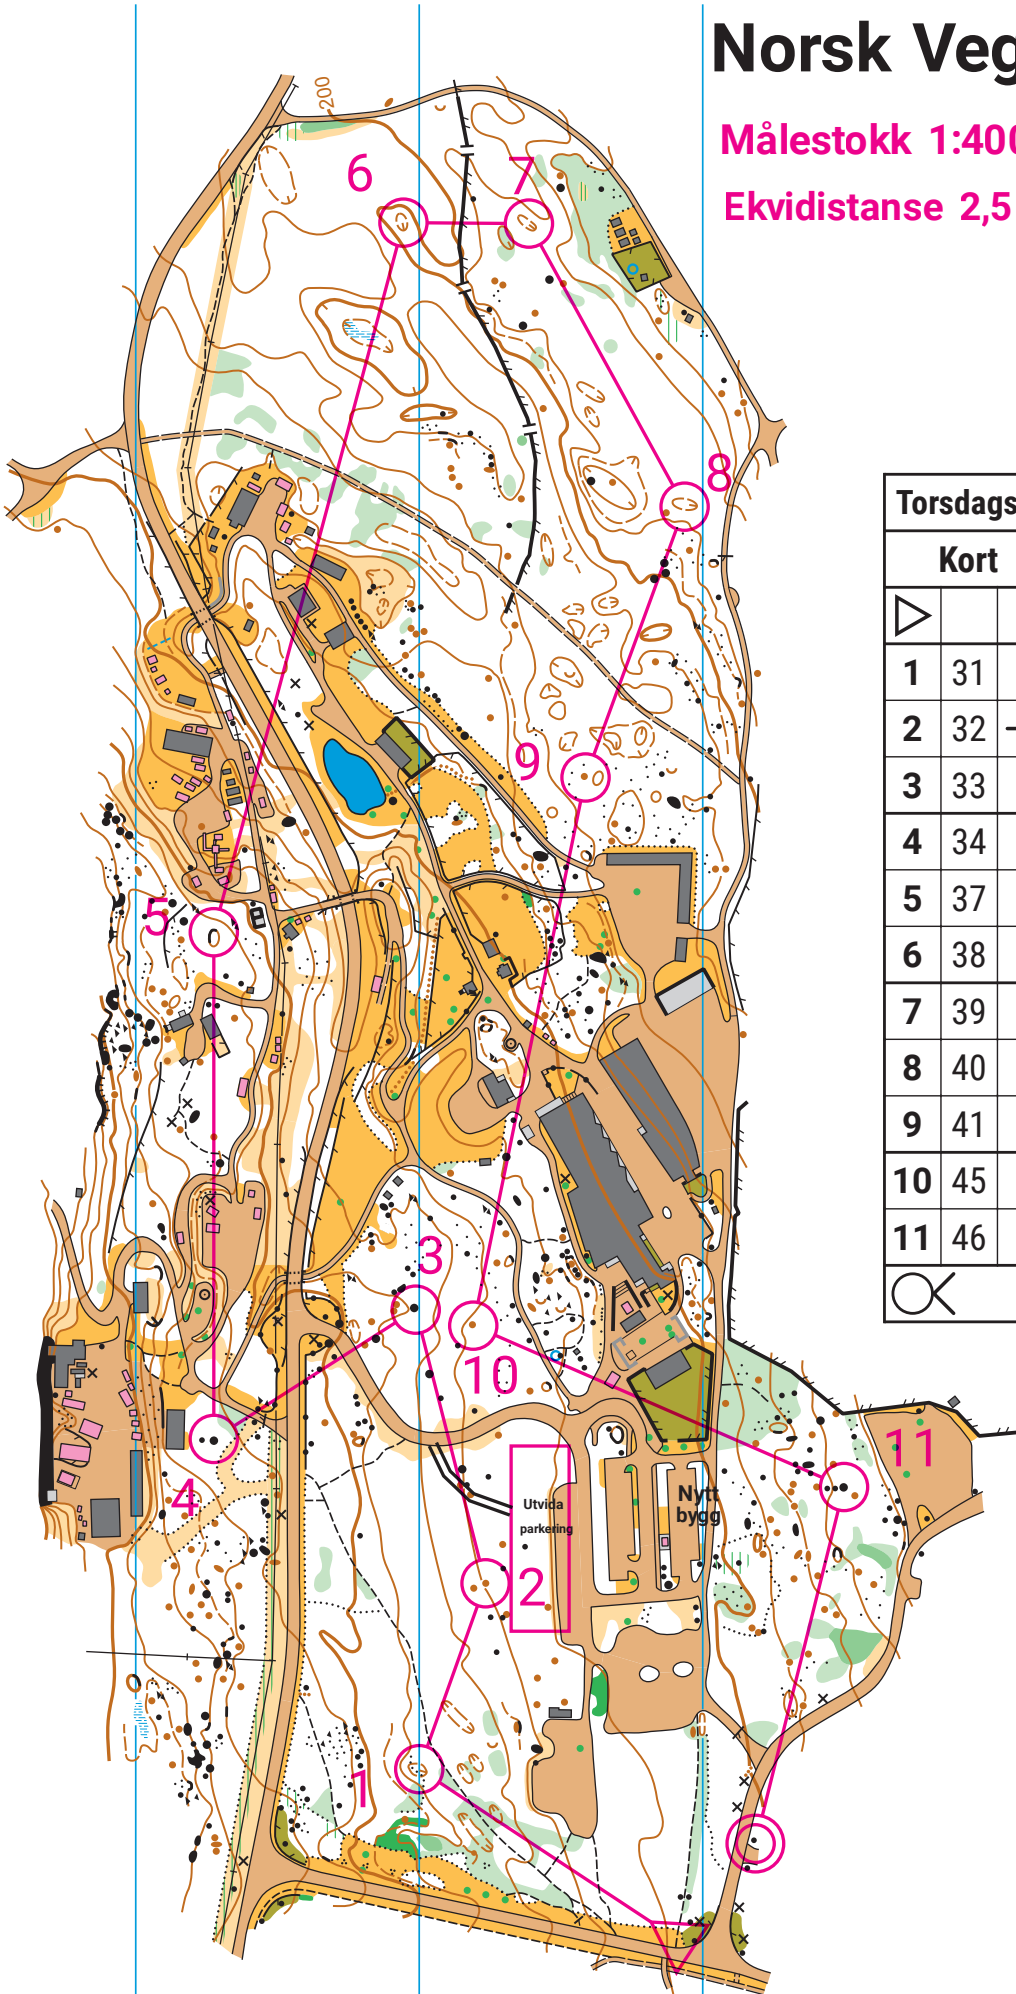 Norsk Veg
Målestokk 1:400
Ekvidistanse 2,5
200
6
7
8
9
5
3
10
4
11
2
1
Utvida
parkering
Nytt
bygg
Torsdags
Kort
1 31
2 32
3 33
4 34
5 37
6 38
7 39
8 40
9 41
10 45
11 46